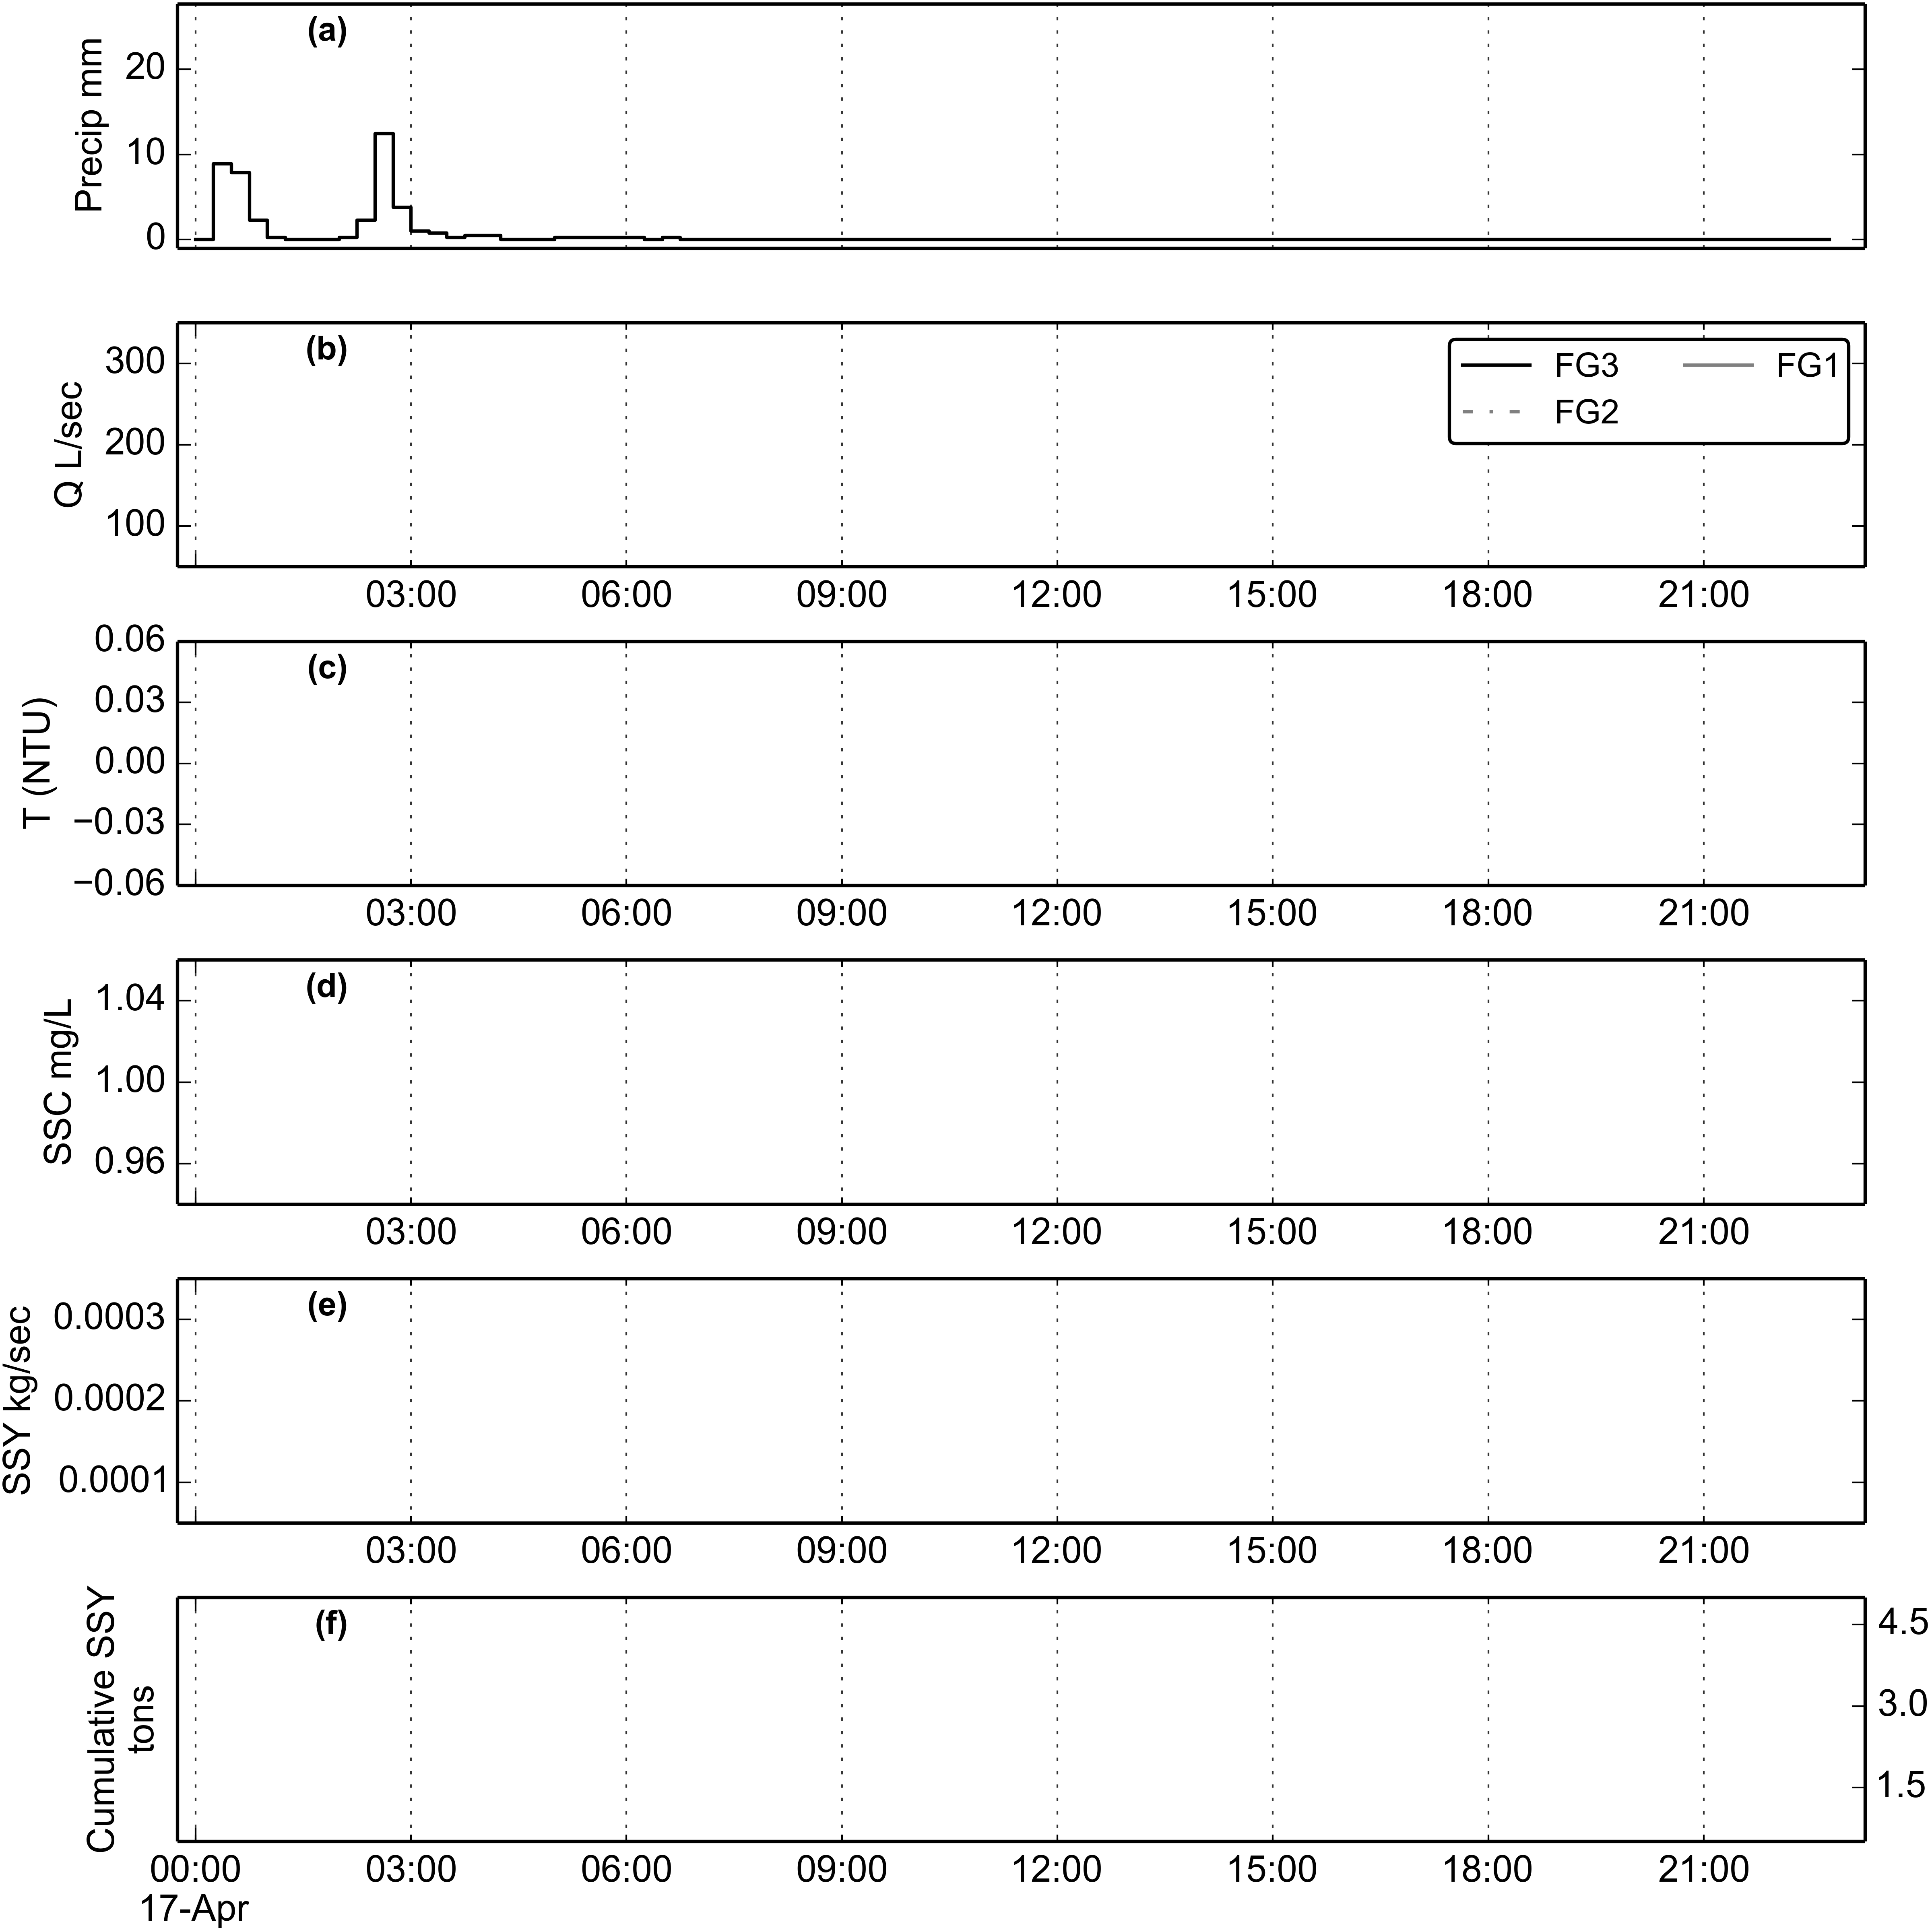 (a)
Precip mm
20
10
0
(b)
Q L/sec
300
200
100
FG3 FG1
FG2
03:00 06:00 09:00 12:00 15:00 18:00 21:00
(c)
T (NTU)
0.06
0.03
0.00
−0.03
−0.06
03:00 06:00 09:00 12:00 15:00 18:00 21:00
(d)
SSC mg/L
1.04
1.00
0.96
03:00 06:00 09:00 12:00 15:00 18:00 21:00
(e)
SSY kg/sec
0.0003
0.0002
0.0001
03:00 06:00 09:00 12:00 15:00 18:00 21:00
(f)
Cumulative SSY
tons
4.5
3.0
1.5
00:00 03:00 06:00 09:00 12:00 15:00 18:00 21:00
17-Apr